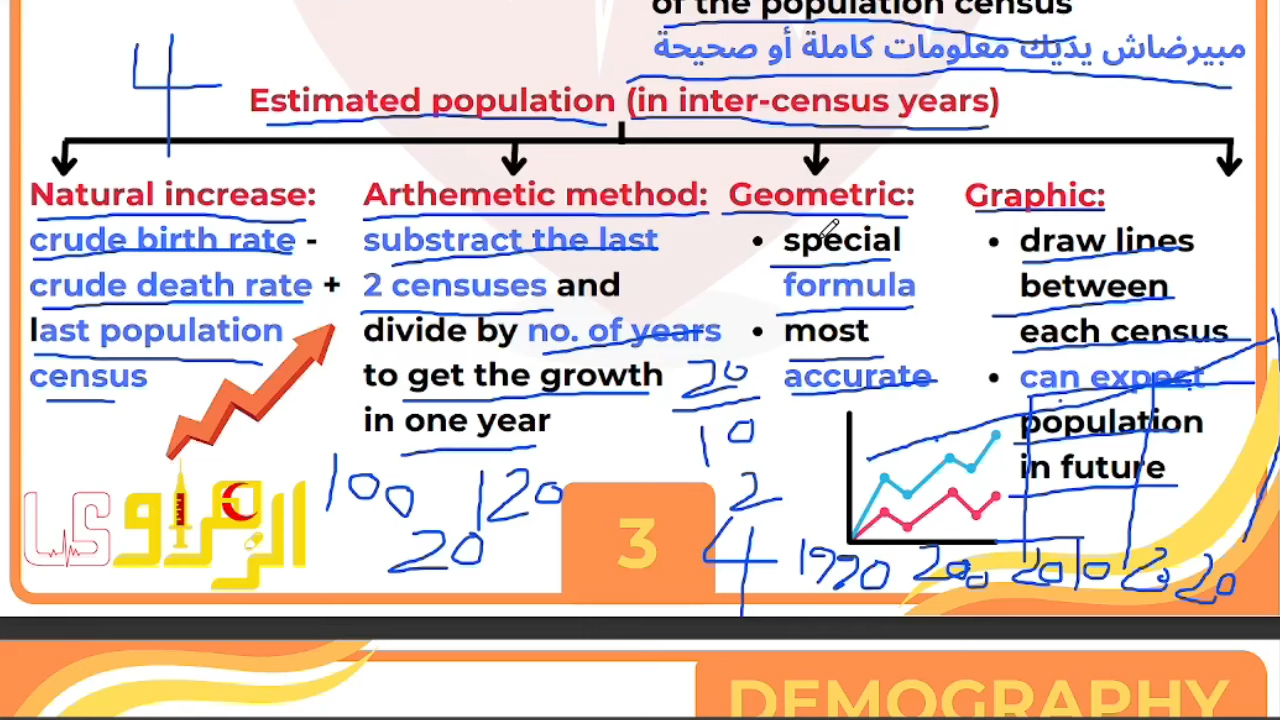 of the population census
مبيرضاش يديك معلومات كاملة أو صحيحة
4
Estimated population (in inter-census years)
Natural increase:
crude birth rate -
crude death rate +
last population
census
Arthemetic method:
substract the last
2 censuses and
divide by no. of years
to get the growth
in one year
Geometric:
• special
formula
• most
accurate
Graphic:
• draw lines
between
each census
• can expect
population
in future
20
10
2
4
100 120
20
1990 2000 2010 2020
3
DEMOGRAPHY